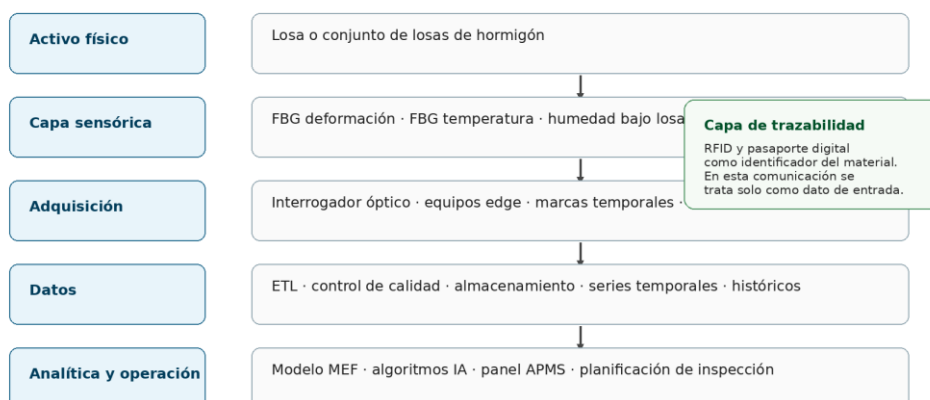 Activo físico
Losa o conjunto de losas de hormigón
Capa sensórica
FBG deformación · FBG temperatura · humedad bajo losa
Capa de trazabilidad
RFID y pasaporte digital
como identificador del material.
En esta comunicación se
trata solo como dato de entrada.
Adquisición
Interrogador óptico · equipos edge · marcas temporales ·
Datos
ETL · control de calidad · almacenamiento · series temporales · históricos
Analítica y operación
Modelo MEF · algoritmos IA · panel APMS · planificación de inspección